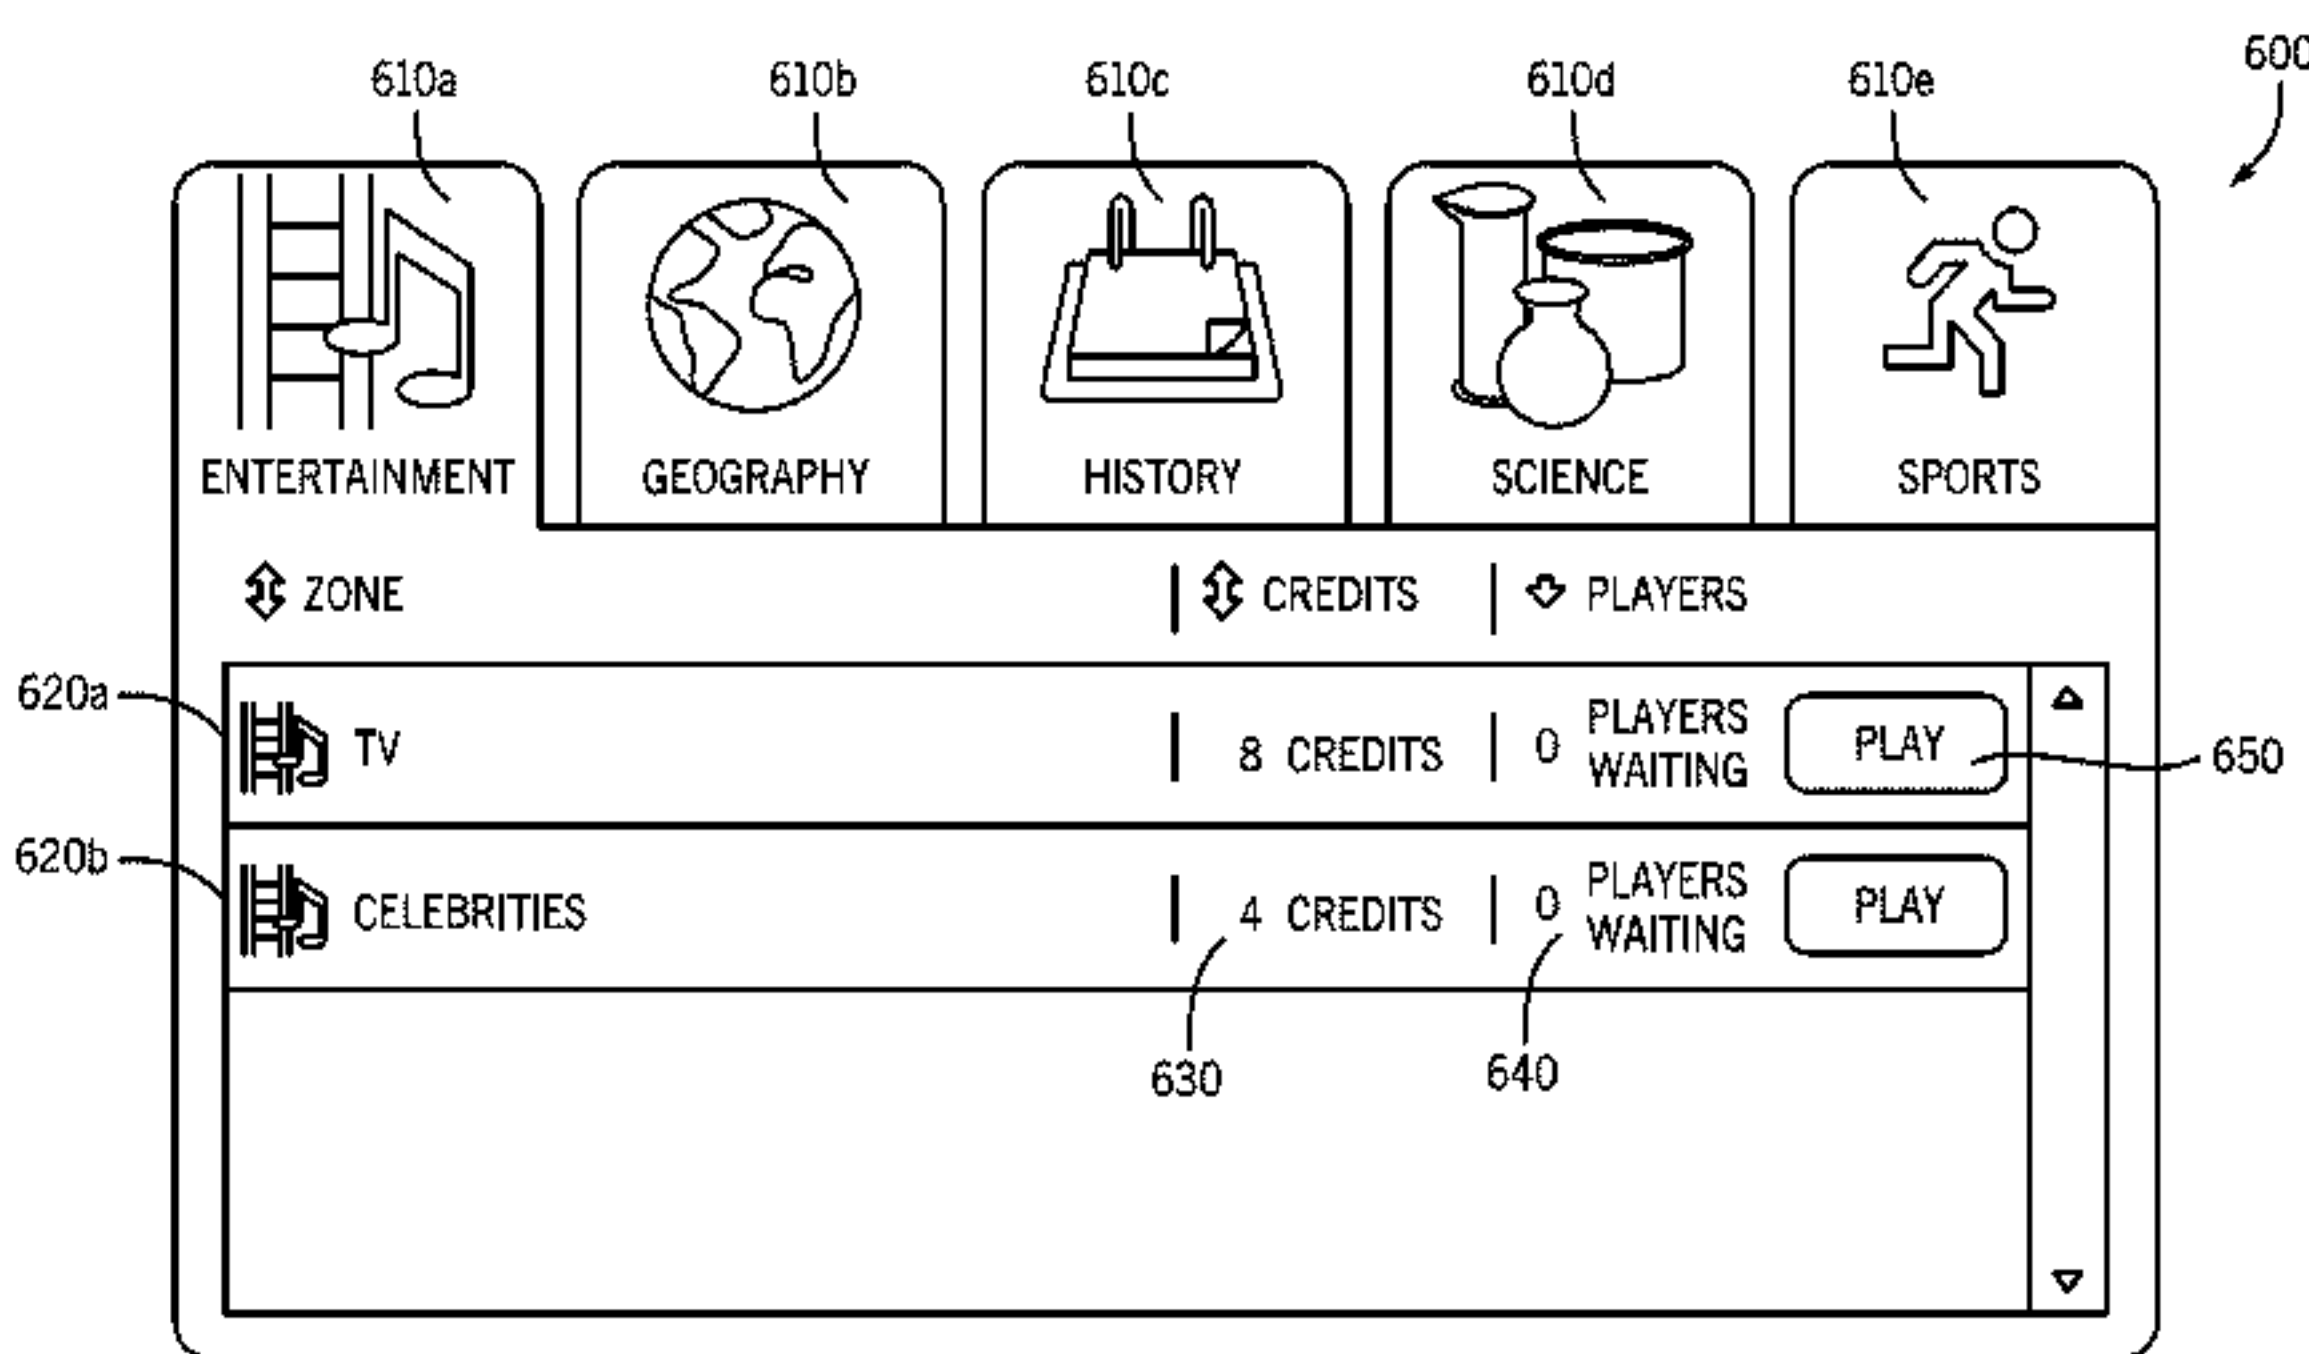 600
610a 610b 610c 610d 610e
ENTERTAINMENT GEOGRAPHY HISTORY SCIENCE SPORTS
ZONE CREDITS PLAYERS
620a
TV 8 CREDITS 0 PLAYERS WAITING PLAY
650
620b
CELEBRITIES 4 CREDITS 0 PLAYERS WAITING PLAY
630 640